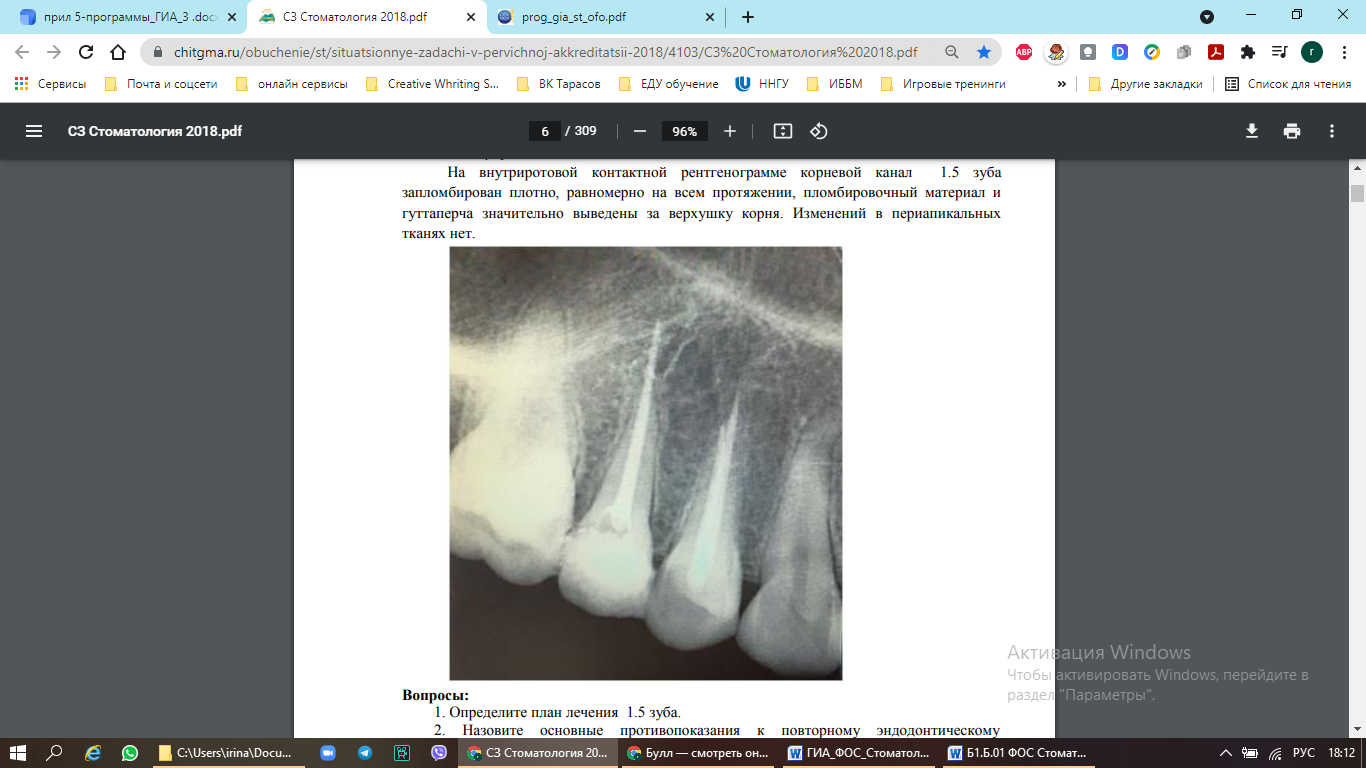 прил 5-программы_ГИА_3 .docx
СЗ Стоматология 2018.pdf
prog_gia_st_ofo.pdf
chitgma.ru/obuchenie/st/situatsionnye-zadachi-v-pervichnoj-akkreditatsii-2018/4103/СЗ%20Стоматология%202018.pdf
ABP
D
r
Сервисы
Почта и соцсети
онлайн сервисы
Creative Whriting S...
ВК Тарасов
ЕДУ обучение
ННГУ
ИББМ
Игровые тренинги
»
Другие закладки
Список для чтения
СЗ Стоматология 2018.pdf
6 / 309
96%
На внутриротовой контактной рентгенограмме корневой канал 1.5 зуба
запломбирован плотно, равномерно на всем протяжении, пломбировочный материал и
гуттаперча значительно выведены за верхушку корня. Изменений в периапикальных
тканях нет.
Вопросы:
1. Определите план лечения 1.5 зуба.
2. Назовите основные противопоказания к повторному эндодонтическому
Активация Windows
Чтобы активировать Windows, перейдите в
раздел "Параметры".
C:\Users\irina\Docu...
СЗ Стоматология 20...
Булл — смотреть он...
ГИА_ФОС_Стоматол...
Б1.Б.01 ФОС Стомат...
РУС
18:12